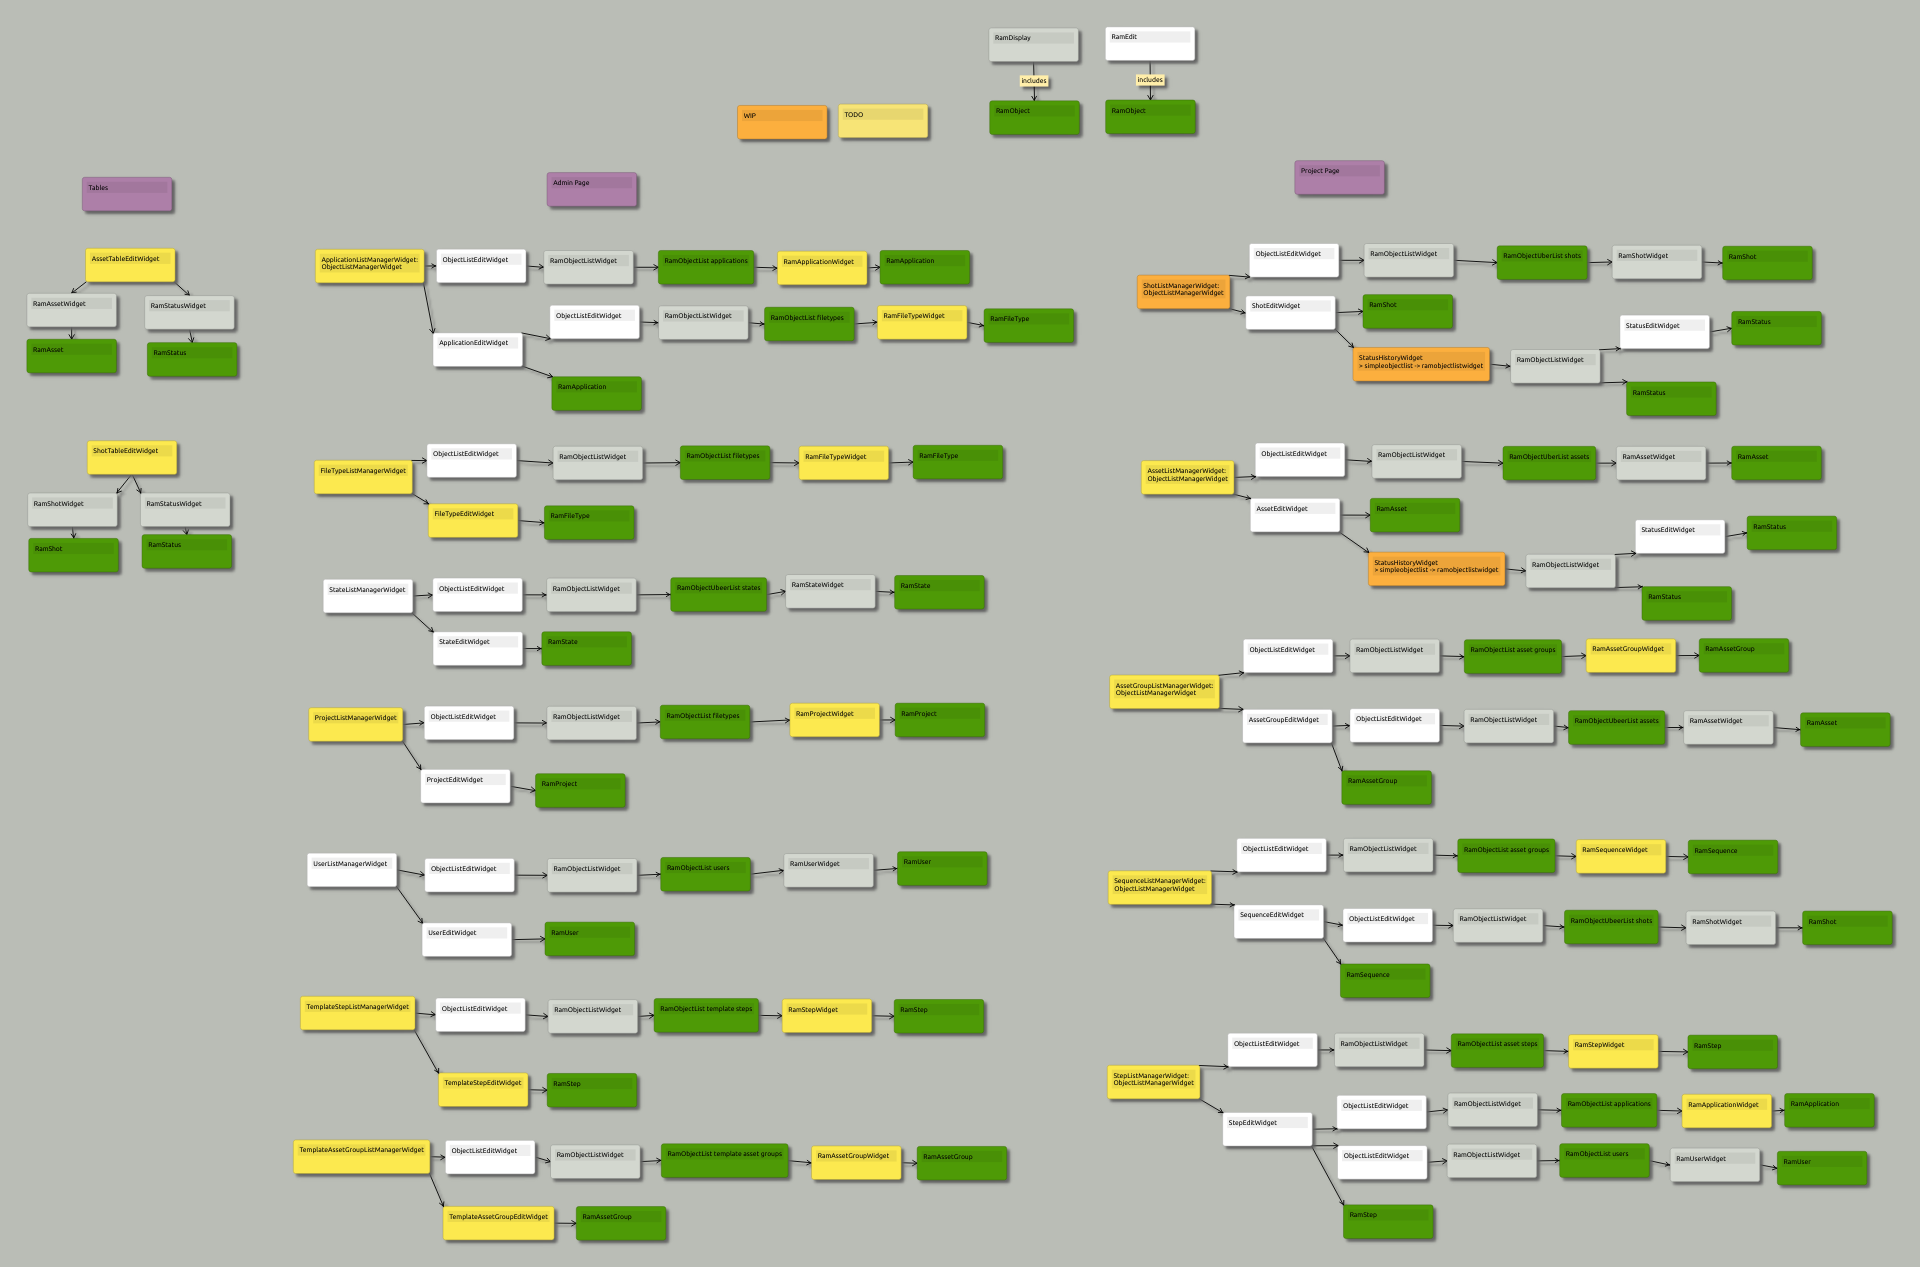 RamDisplay
RamEdit
includes
includes
RamObject
RamObject
WIP
TODO
Tables
Admin Page
Project Page
AssetTableEditWidget
RamAssetWidget
RamStatusWidget
RamAsset
RamStatus
ShotTableEditWidget
RamShotWidget
RamStatusWidget
RamShot
RamStatus
ApplicationListManagerWidget:
ObjectListManagerWidget
ObjectListEditWidget
RamObjectListWidget
RamObjectList applications
RamApplicationWidget
RamApplication
ObjectListEditWidget
RamObjectListWidget
RamObjectList filetypes
RamFileTypeWidget
RamFileType
ApplicationEditWidget
RamApplication
FileTypeListManagerWidget
ObjectListEditWidget
RamObjectListWidget
RamObjectList filetypes
RamFileTypeWidget
RamFileType
FileTypeEditWidget
RamFileType
StateListManagerWidget
ObjectListEditWidget
RamObjectListWidget
RamObjectUbeerList states
RamStateWidget
RamState
StateEditWidget
RamState
ProjectListManagerWidget
ObjectListEditWidget
RamObjectListWidget
RamObjectList filetypes
RamProjectWidget
RamProject
ProjectEditWidget
RamProject
UserListManagerWidget
ObjectListEditWidget
RamObjectListWidget
RamObjectList users
RamUserWidget
RamUser
UserEditWidget
RamUser
TemplateStepListManagerWidget
ObjectListEditWidget
RamObjectListWidget
RamObjectList template steps
RamStepWidget
RamStep
TemplateStepEditWidget
RamStep
TemplateAssetGroupListManagerWidget
ObjectListEditWidget
RamObjectListWidget
RamObjectList template asset groups
RamAssetGroupWidget
RamAssetGroup
TemplateAssetGroupEditWidget
RamAssetGroup
ShotListManagerWidget:
ObjectListManagerWidget
ObjectListEditWidget
RamObjectListWidget
RamObjectUberList shots
RamShotWidget
RamShot
ShotEditWidget
RamShot
StatusHistoryWidget
> simpleobjectlist -> ramobjectlistwidget
RamObjectListWidget
StatusEditWidget
RamStatus
RamStatus
AssetListManagerWidget:
ObjectListManagerWidget
ObjectListEditWidget
RamObjectListWidget
RamObjectUberList assets
RamAssetWidget
RamAsset
AssetEditWidget
RamAsset
StatusHistoryWidget
> simpleobjectlist -> ramobjectlistwidget
RamObjectListWidget
StatusEditWidget
RamStatus
RamStatus
AssetGroupListManagerWidget:
ObjectListManagerWidget
ObjectListEditWidget
RamObjectListWidget
RamObjectList asset groups
RamAssetGroupWidget
RamAssetGroup
AssetGroupEditWidget
ObjectListEditWidget
RamObjectListWidget
RamObjectUbeerList assets
RamAssetWidget
RamAsset
RamAssetGroup
SequenceListManagerWidget:
ObjectListManagerWidget
ObjectListEditWidget
RamObjectListWidget
RamObjectList asset groups
RamSequenceWidget
RamSequence
SequenceEditWidget
ObjectListEditWidget
RamObjectListWidget
RamObjectUbeerList shots
RamShotWidget
RamShot
RamSequence
StepListManagerWidget:
ObjectListManagerWidget
ObjectListEditWidget
RamObjectListWidget
RamObjectList asset steps
RamStepWidget
RamStep
StepEditWidget
ObjectListEditWidget
RamObjectListWidget
RamObjectList applications
RamApplicationWidget
RamApplication
ObjectListEditWidget
RamObjectListWidget
RamObjectList users
RamUserWidget
RamUser
RamStep